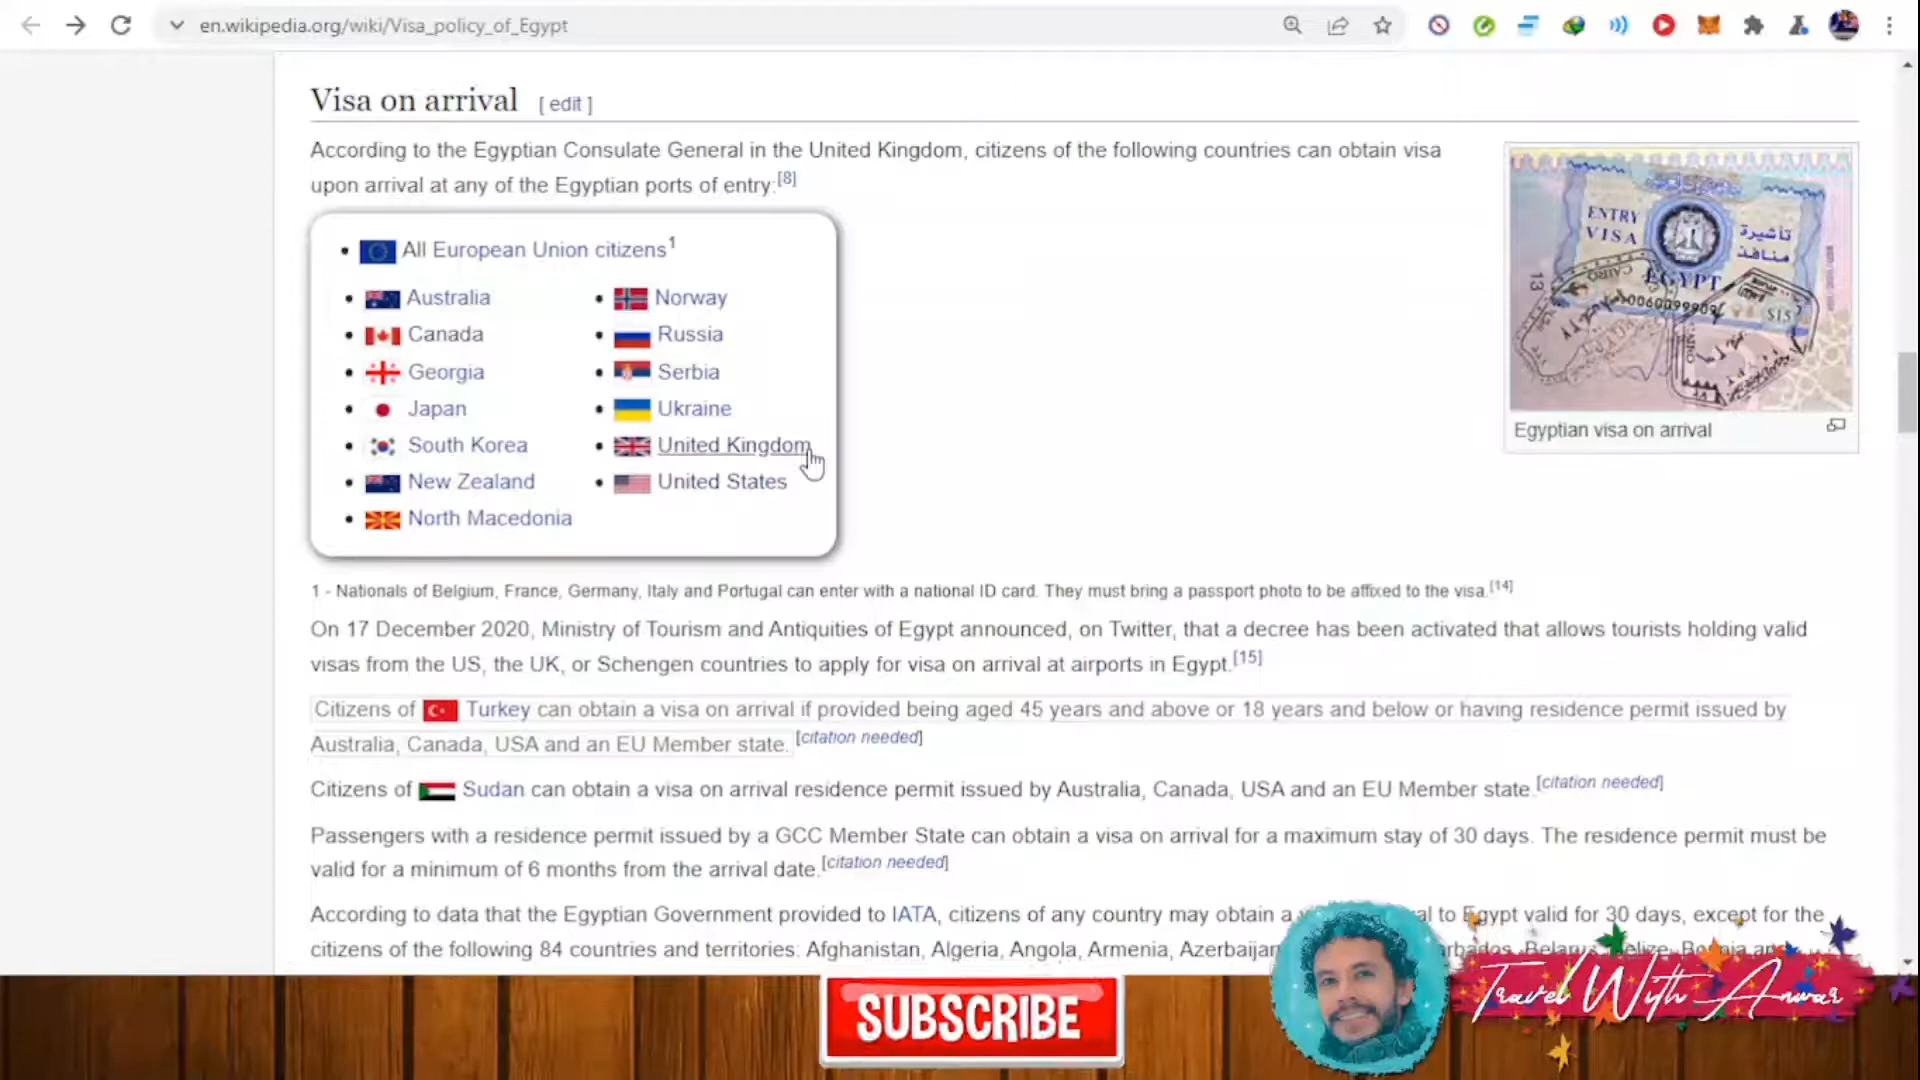 en.wikipedia.org/wiki/Visa_policy_of_Egypt
Visa on arrival [ edit ]
According to the Egyptian Consulate General in the United Kingdom, citizens of the following countries can obtain visa
upon arrival at any of the Egyptian ports of entry:[8]
All European Union citizens1
Australia
Canada
Georgia
Japan
South Korea
New Zealand
North Macedonia
Norway
Russia
Serbia
Ukraine
United Kingdom
United States
ENTRY
VISA
تأشيرة
منافذ
EGYPT
$15
CAIRO
Egyptian visa on arrival
1 - Nationals of Belgium, France, Germany, Italy and Portugal can enter with a national ID card. They must bring a passport photo to be affixed to the visa.[14]
On 17 December 2020, Ministry of Tourism and Antiquities of Egypt announced, on Twitter, that a decree has been activated that allows tourists holding valid
visas from the US, the UK, or Schengen countries to apply for visa on arrival at airports in Egypt.[15]
Citizens of Turkey can obtain a visa on arrival if provided being aged 45 years and above or 18 years and below or having residence permit issued by
Australia, Canada, USA and an EU Member state.[citation needed]
Citizens of Sudan can obtain a visa on arrival residence permit issued by Australia, Canada, USA and an EU Member state.[citation needed]
Passengers with a residence permit issued by a GCC Member State can obtain a visa on arrival for a maximum stay of 30 days. The residence permit must be
valid for a minimum of 6 months from the arrival date.[citation needed]
According to data that the Egyptian Government provided to IATA, citizens of any country may obtain a to Egypt valid for 30 days, except for the
citizens of the following 84 countries and territories: Afghanistan, Algeria, Angola, Armenia, Azerbaijan
SUBSCRIBE
Travel With Anwar